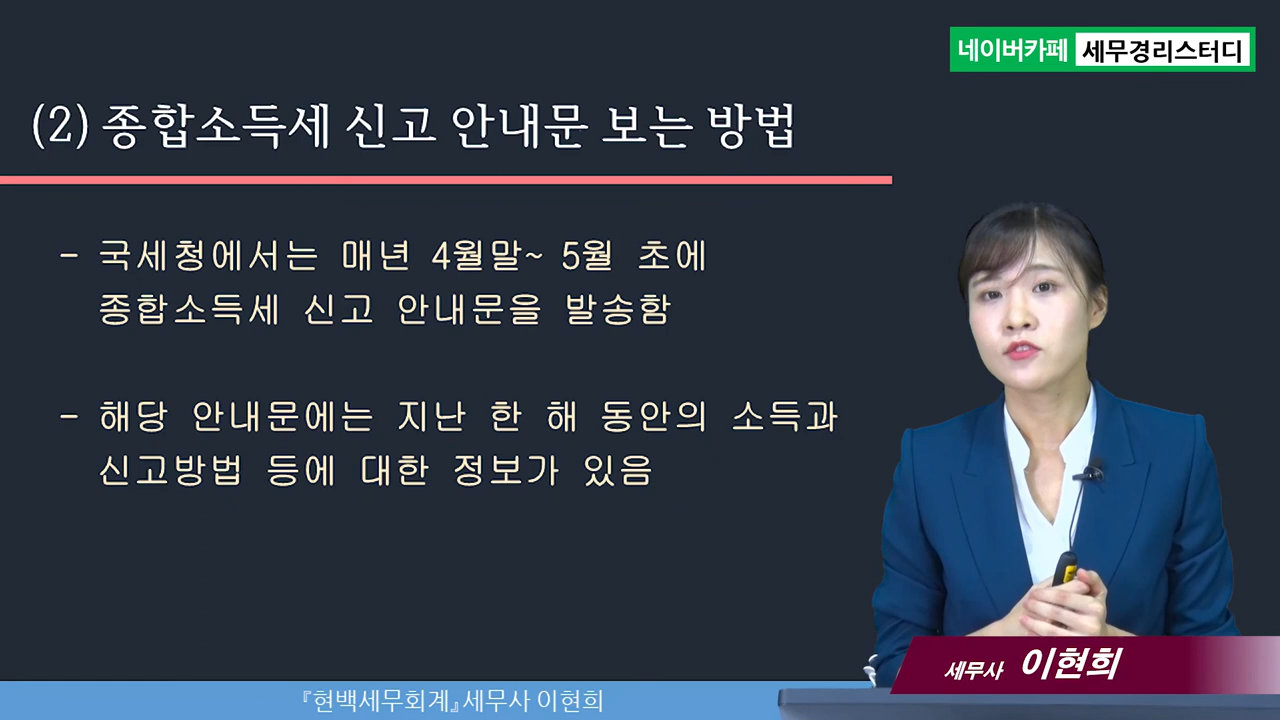 네이버카페 세무경리스터디
(2) 종합소득세 신고 안내문 보는 방법
- 국세청에서는 매년 4월말~ 5월 초에
종합소득세 신고 안내문을 발송함
- 해당 안내문에는 지난 한 해 동안의 소득과
신고방법 등에 대한 정보가 있음
세무사 이현희
『현백세무회계』세무사 이현희